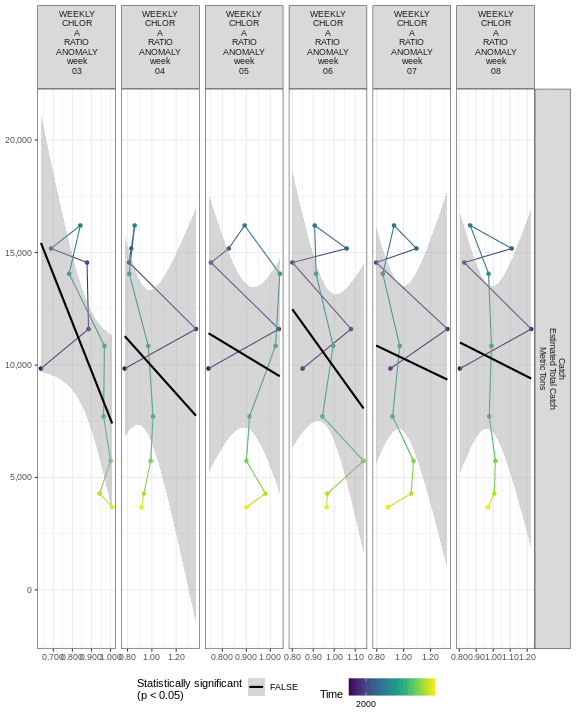 WEEKLY
CHLOR
A
RATIO
ANOMALY
week
03
WEEKLY
CHLOR
A
RATIO
ANOMALY
week
04
WEEKLY
CHLOR
A
RATIO
ANOMALY
week
05
WEEKLY
CHLOR
A
RATIO
ANOMALY
week
06
WEEKLY
CHLOR
A
RATIO
ANOMALY
week
07
WEEKLY
CHLOR
A
RATIO
ANOMALY
week
08
20,000
15,000
10,000
5,000
0
Catch
Estimated Total Catch
Metric Tons
0.700 0.800 0.900 1.000
0.80 1.00 1.20
0.800 0.900 1.000
0.80 0.90 1.00 1.10
0.80 1.00 1.20
0.80 0.90 1.00 1.10 1.20
Statistically significant
(p < 0.05)
FALSE
Time
2000